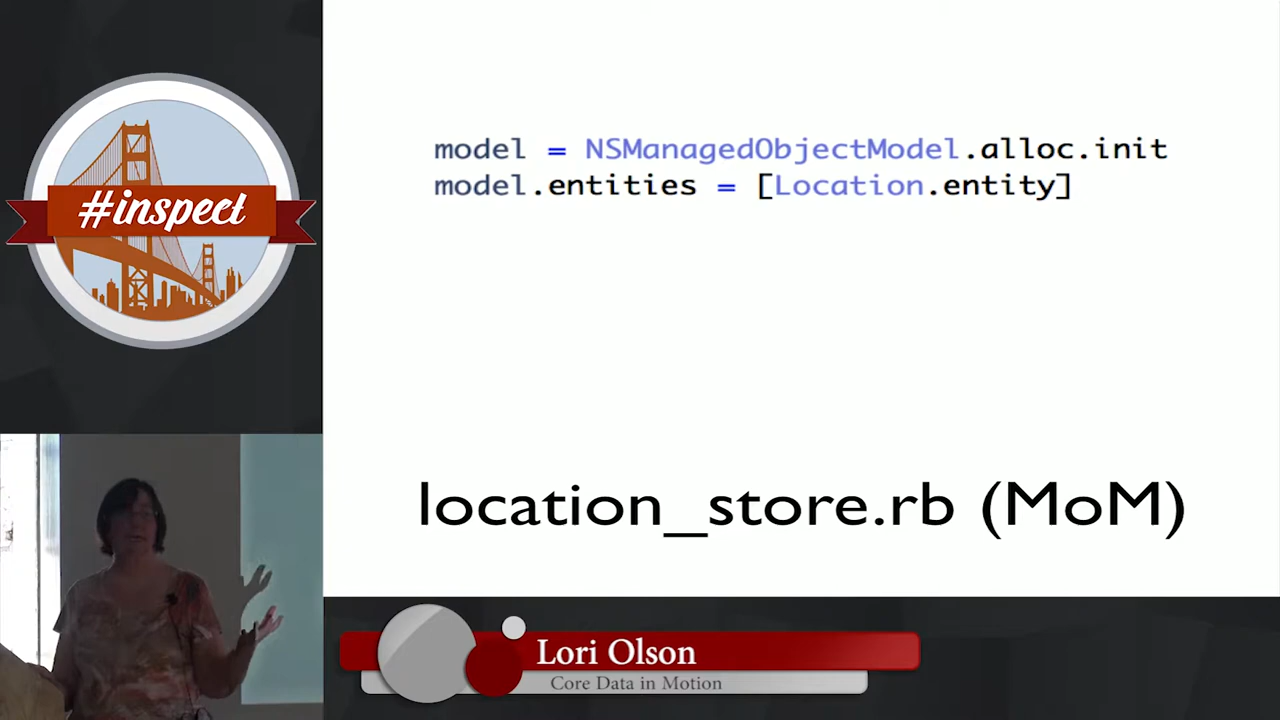 #inspect
model = NSManagedObjectModel.alloc.init
model.entities = [Location.entity]
location_store.rb (MoM)
Lori Olson
Core Data in Motion